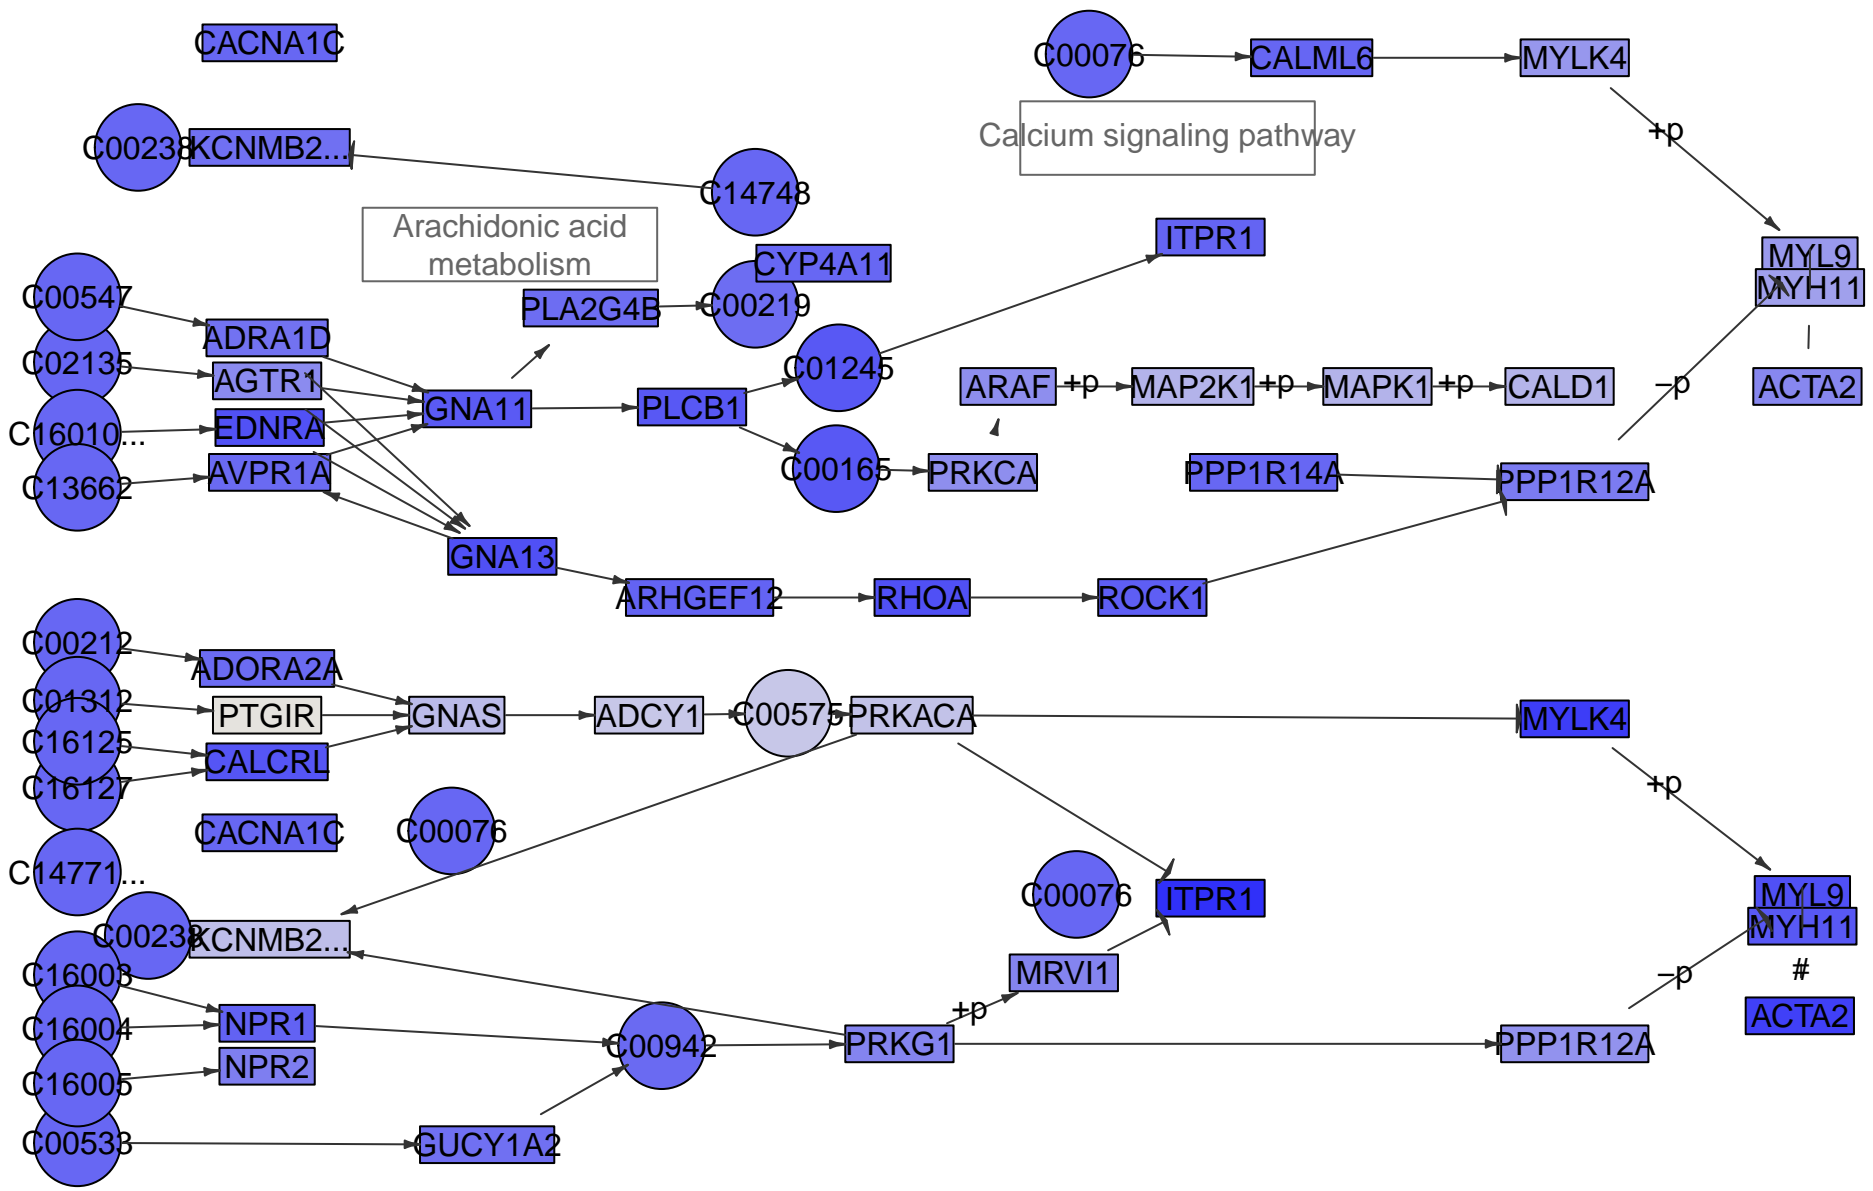 CACNA1C
C00076
CALML6
MYLK4
+p
Calcium signaling pathway
C00238
KCNMB2...
C14748
Arachidonic acid
metabolism
ITPR1
CYP4A11
MYL9
MYH11
C00547
PLA2G4B
C00219
ADRA1D
C02135
AGTR1
C01245
ARAF
+p
MAP2K1
+p
MAPK1
+p
CALD1
–p
ACTA2
GNA11
PLCB1
C16010...
EDNRA
C13662
AVPR1A
C00165
PRKCA
PPP1R14A
PPP1R12A
GNA13
ARHGEF12
RHOA
ROCK1
C00212
ADORA2A
C01312
PTGIR
GNAS
ADCY1
C00575
PRKACA
MYLK4
C16125
CALCRL
C16127
+p
CACNA1C
C00076
C14771...
C00076
ITPR1
MYL9
MYH11
C00238
KCNMB2...
C16003
MRVI1
–p
#
+p
ACTA2
C16004
NPR1
C00942
PRKG1
PPP1R12A
NPR2
C16005
C00533
GUCY1A2